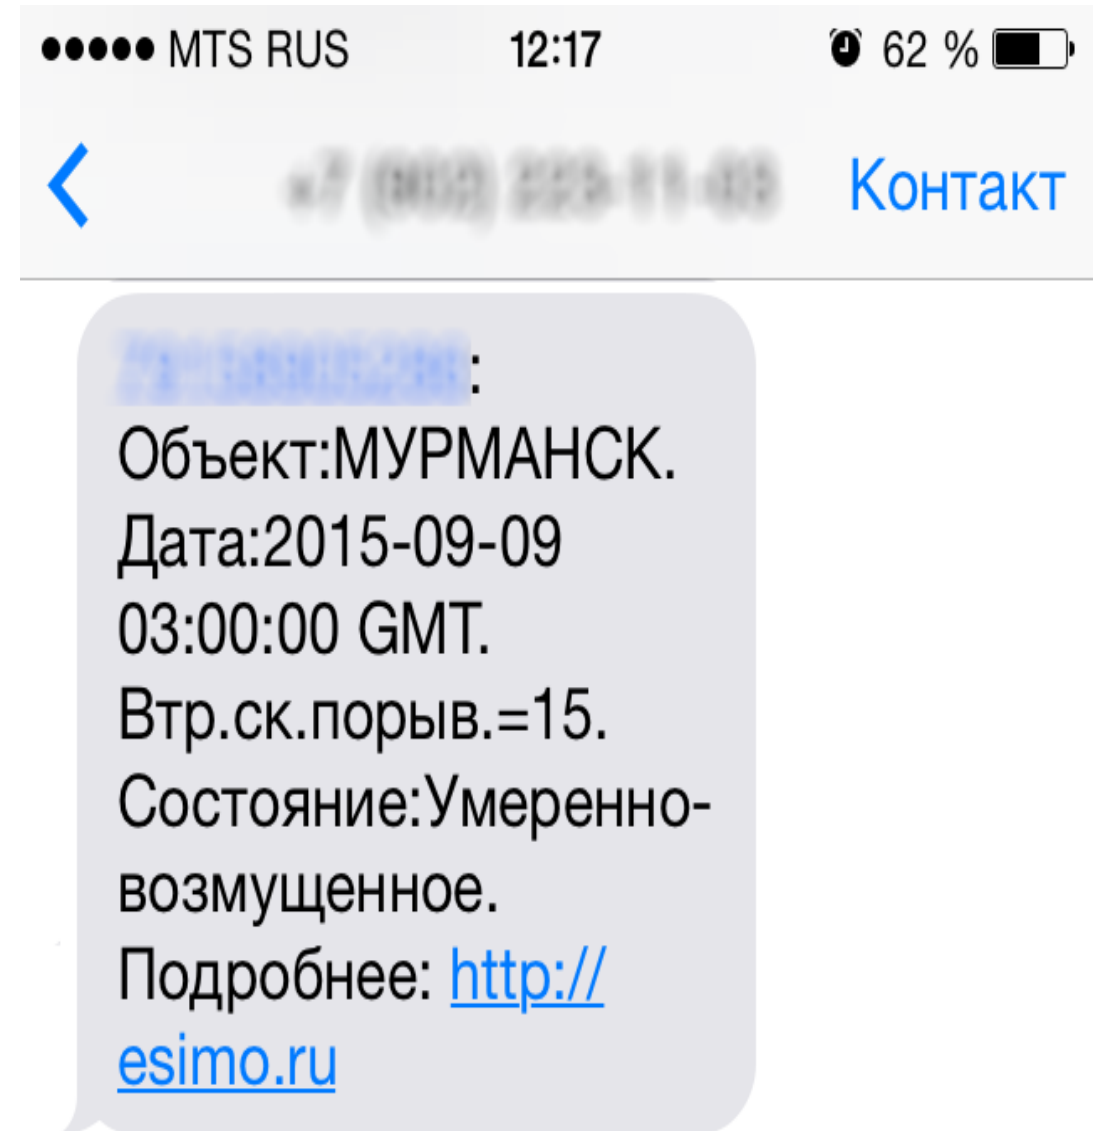 MTS RUS 12:17 62 %
Контакт
:
Объект:МУРМАНСК.
Дата:2015-09-09
03:00:00 GMT.
Втр.ск.порыв.=15.
Состояние:Умеренно-
возмущенное.
Подробнее: http://
esimo.ru